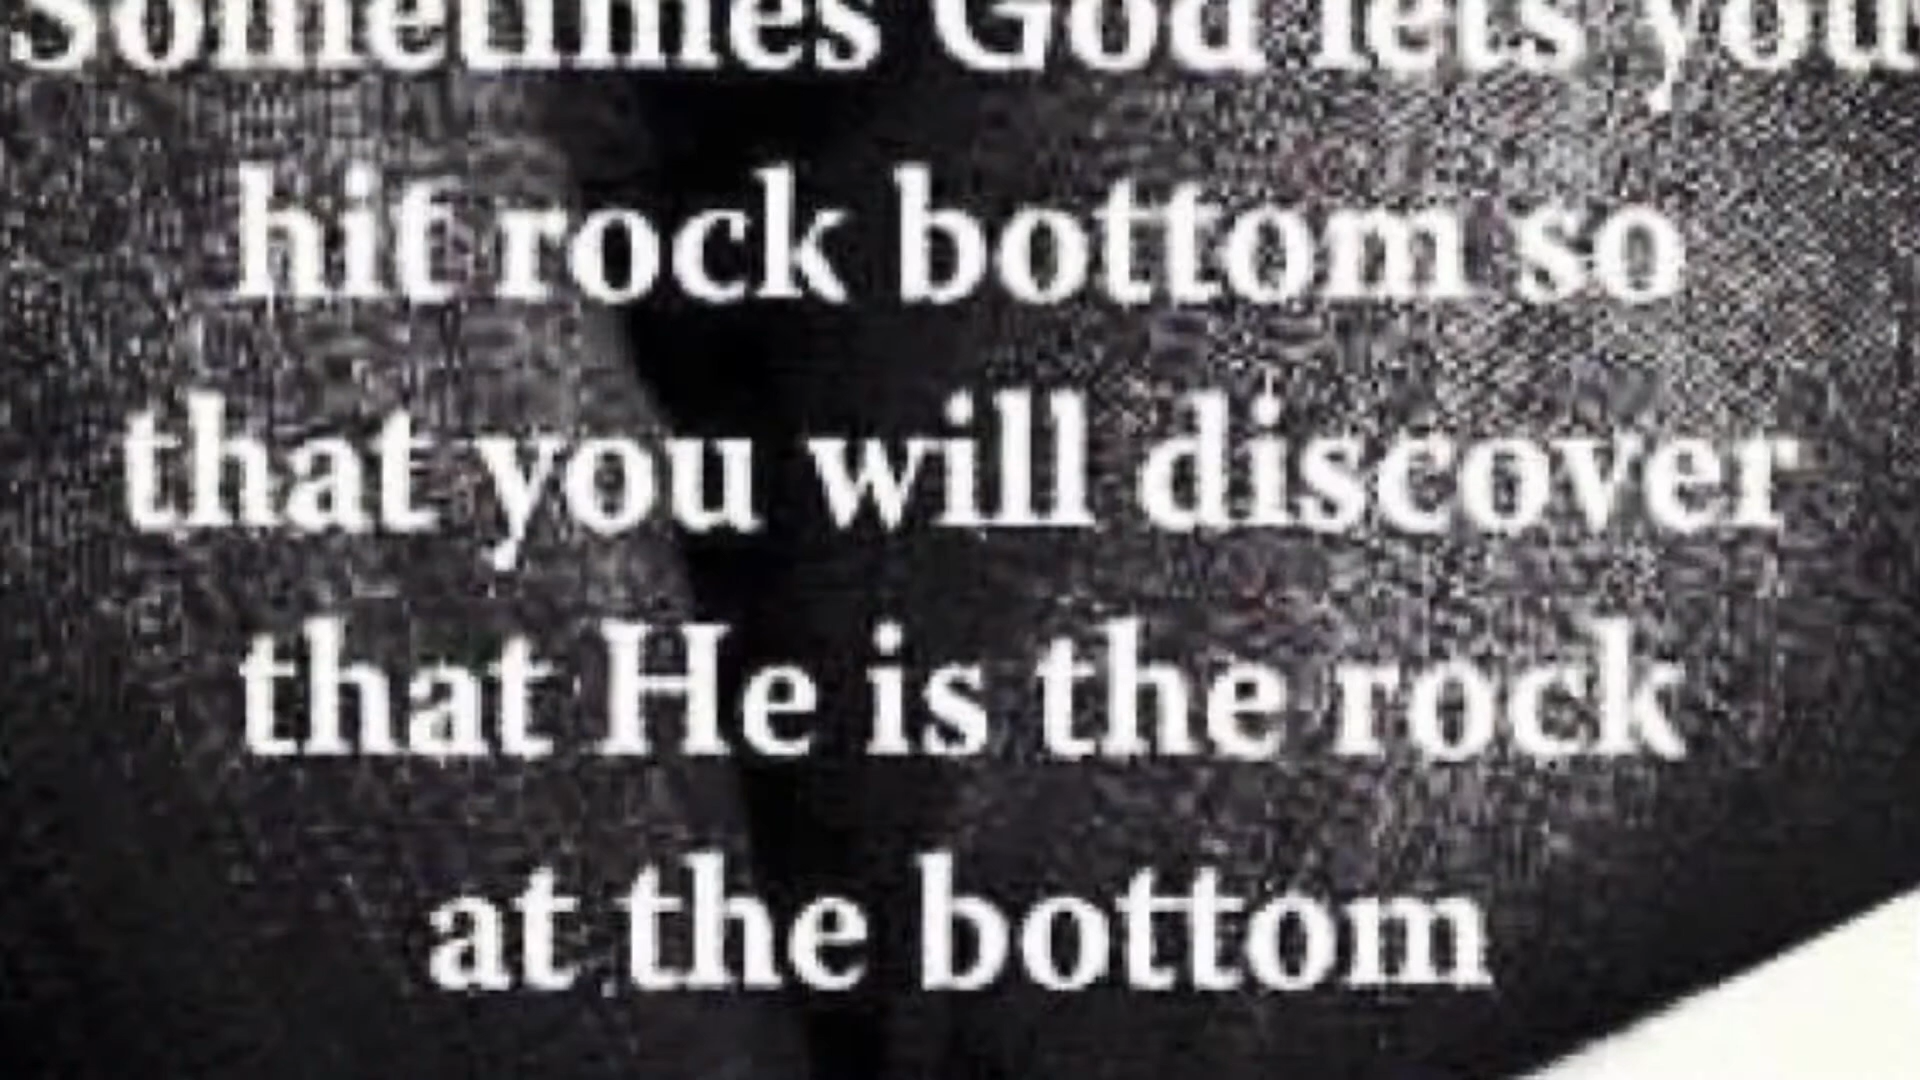 Sometimes God lets you
hit rock bottom so
that you will discover
that He is the rock
at the bottom